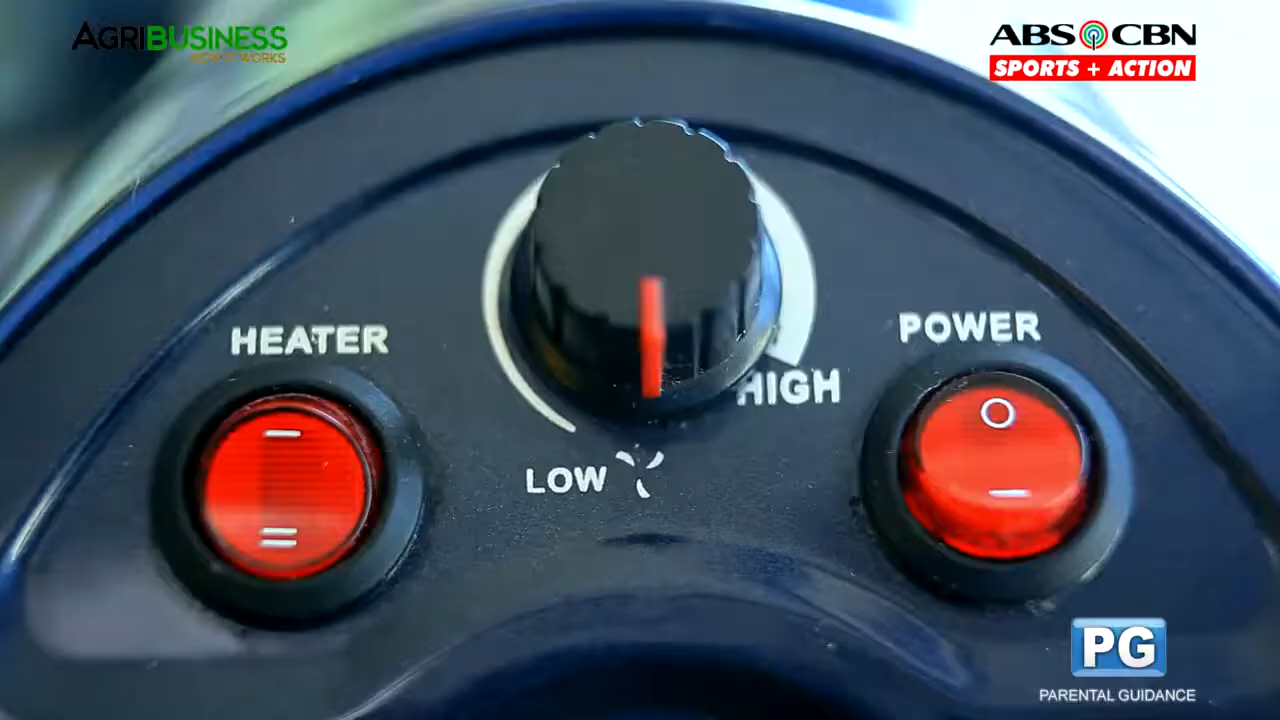 AGRIBUSINESS
HOW IT WORKS
ABS CBN
SPORTS + ACTION
HEATER
POWER
HIGH
LOW
PG
PARENTAL GUIDANCE